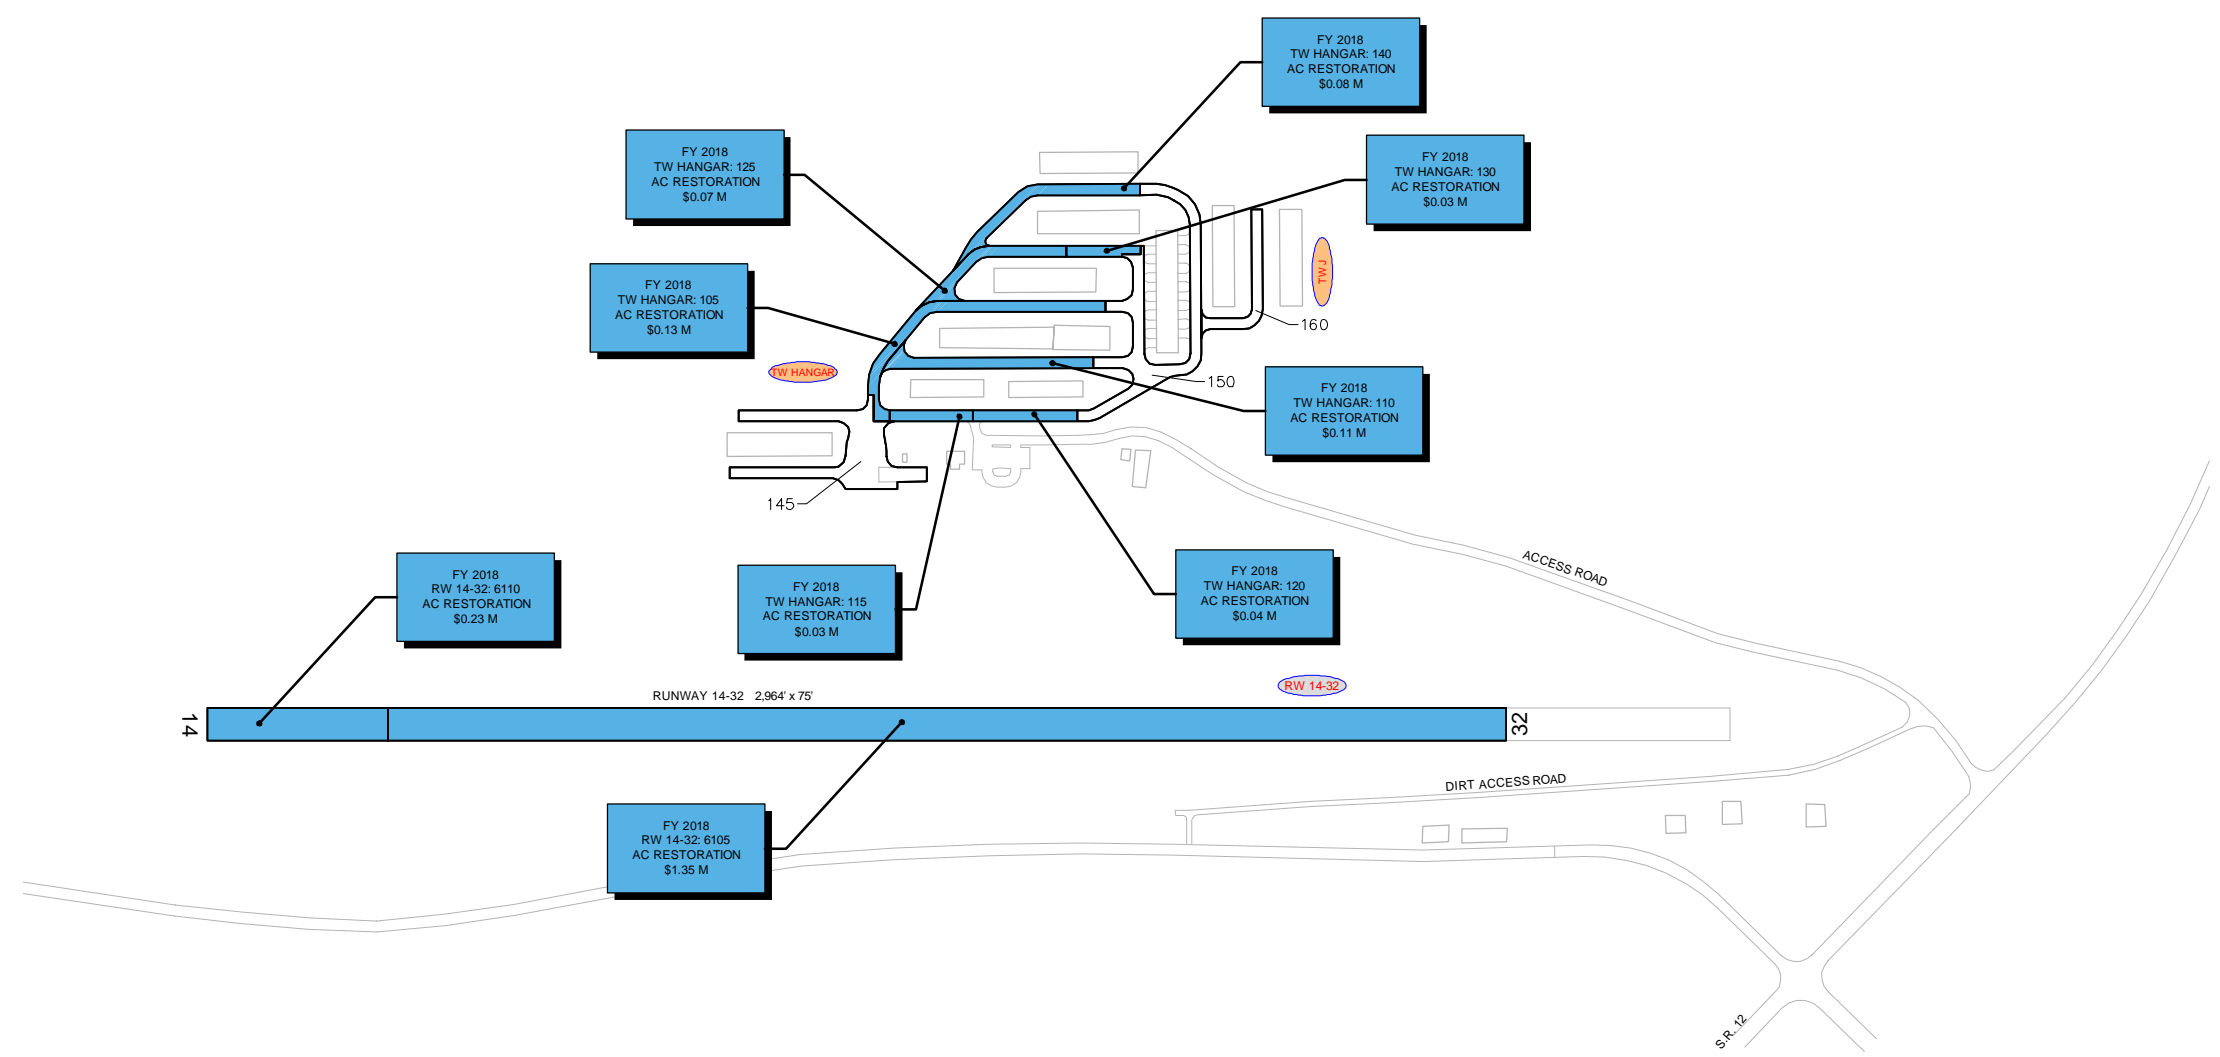 FY 2018
TW HANGAR: 140
AC RESTORATION
$0.08 M
FY 2018
TW HANGAR: 125
AC RESTORATION
$0.07 M
FY 2018
TW HANGAR: 130
AC RESTORATION
$0.03 M
FY 2018
TW HANGAR: 105
AC RESTORATION
$0.13 M
TW J
160
TW HANGAR
150
FY 2018
TW HANGAR: 110
AC RESTORATION
$0.11 M
145
FY 2018
RW 14-32: 6110
AC RESTORATION
$0.23 M
FY 2018
TW HANGAR: 115
AC RESTORATION
$0.03 M
FY 2018
TW HANGAR: 120
AC RESTORATION
$0.04 M
ACCESS ROAD
RW 14-32
RUNWAY 14-32 2,964' x 75'
14
32
DIRT ACCESS ROAD
FY 2018
RW 14-32: 6105
AC RESTORATION
$1.35 M
S.R. 12